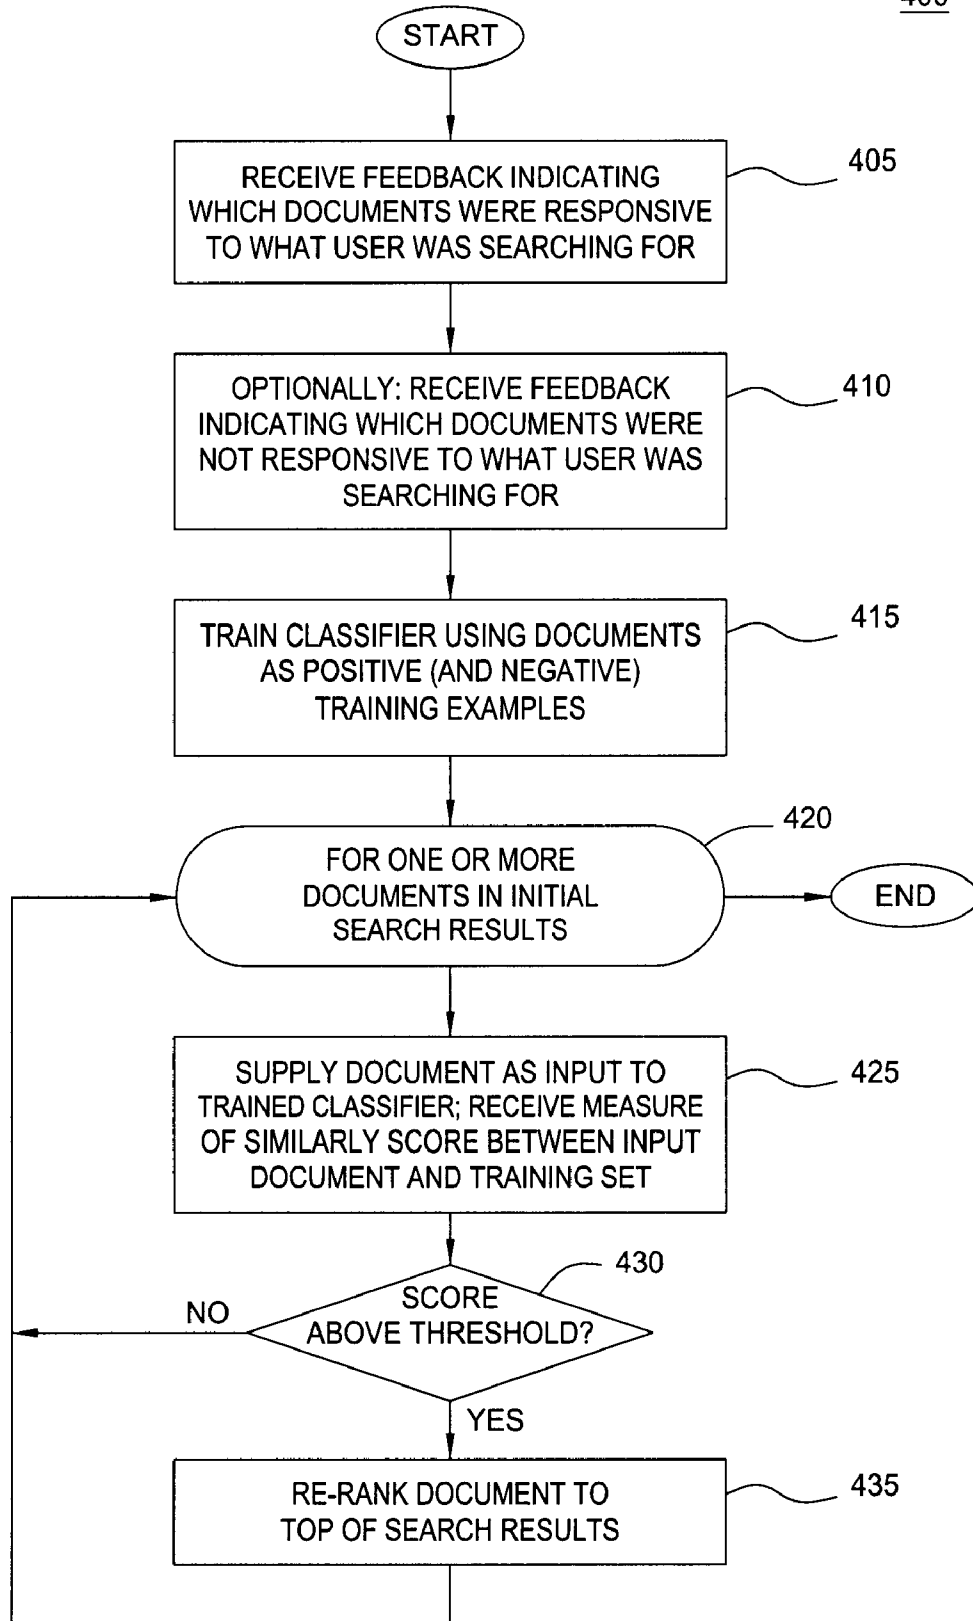 START
RECEIVE FEEDBACK INDICATING
WHICH DOCUMENTS WERE RESPONSIVE
TO WHAT USER WAS SEARCHING FOR
405
OPTIONALLY: RECEIVE FEEDBACK
INDICATING WHICH DOCUMENTS WERE
NOT RESPONSIVE TO WHAT USER WAS
SEARCHING FOR
410
TRAIN CLASSIFIER USING DOCUMENTS
AS POSITIVE (AND NEGATIVE)
TRAINING EXAMPLES
415
420
FOR ONE OR MORE
DOCUMENTS IN INITIAL
SEARCH RESULTS
END
SUPPLY DOCUMENT AS INPUT TO
TRAINED CLASSIFIER; RECEIVE MEASURE
OF SIMILARLY SCORE BETWEEN INPUT
DOCUMENT AND TRAINING SET
425
430
SCORE
ABOVE THRESHOLD?
NO
YES
RE-RANK DOCUMENT TO
TOP OF SEARCH RESULTS
435